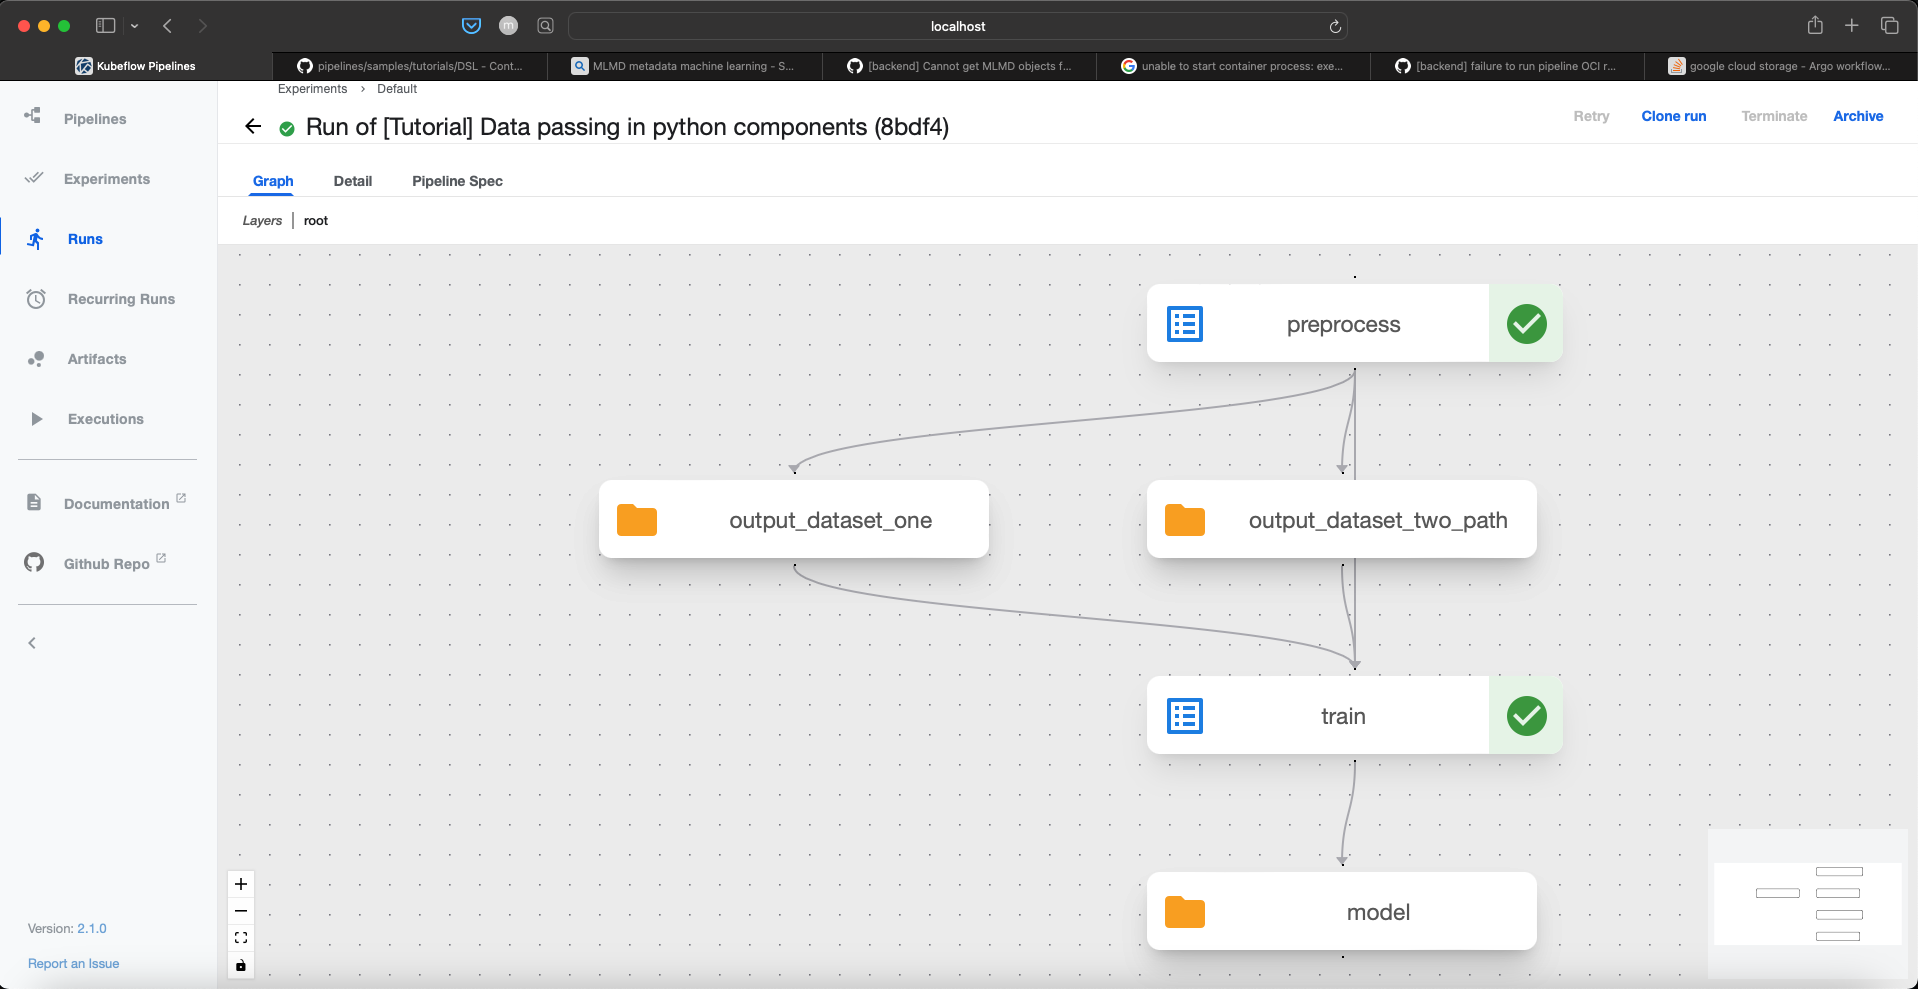 localhost
Kubeflow Pipelines
pipelines/samples/tutorials/DSL - Cont...
MLMD metadata machine learning - S...
[backend] Cannot get MLMD objects f...
unable to start container process: exe...
[backend] failure to run pipeline OCI r...
google cloud storage - Argo workflow...
Experiments > Default
Run of [Tutorial] Data passing in python components (8bdf4)
Retry
Clone run
Terminate
Archive
Graph
Detail
Pipeline Spec
Layers | root
Pipelines
Experiments
Runs
Recurring Runs
Artifacts
Executions
Documentation
Github Repo
Version: 2.1.0
Report an Issue
preprocess
output_dataset_one
output_dataset_two_path
train
model
m